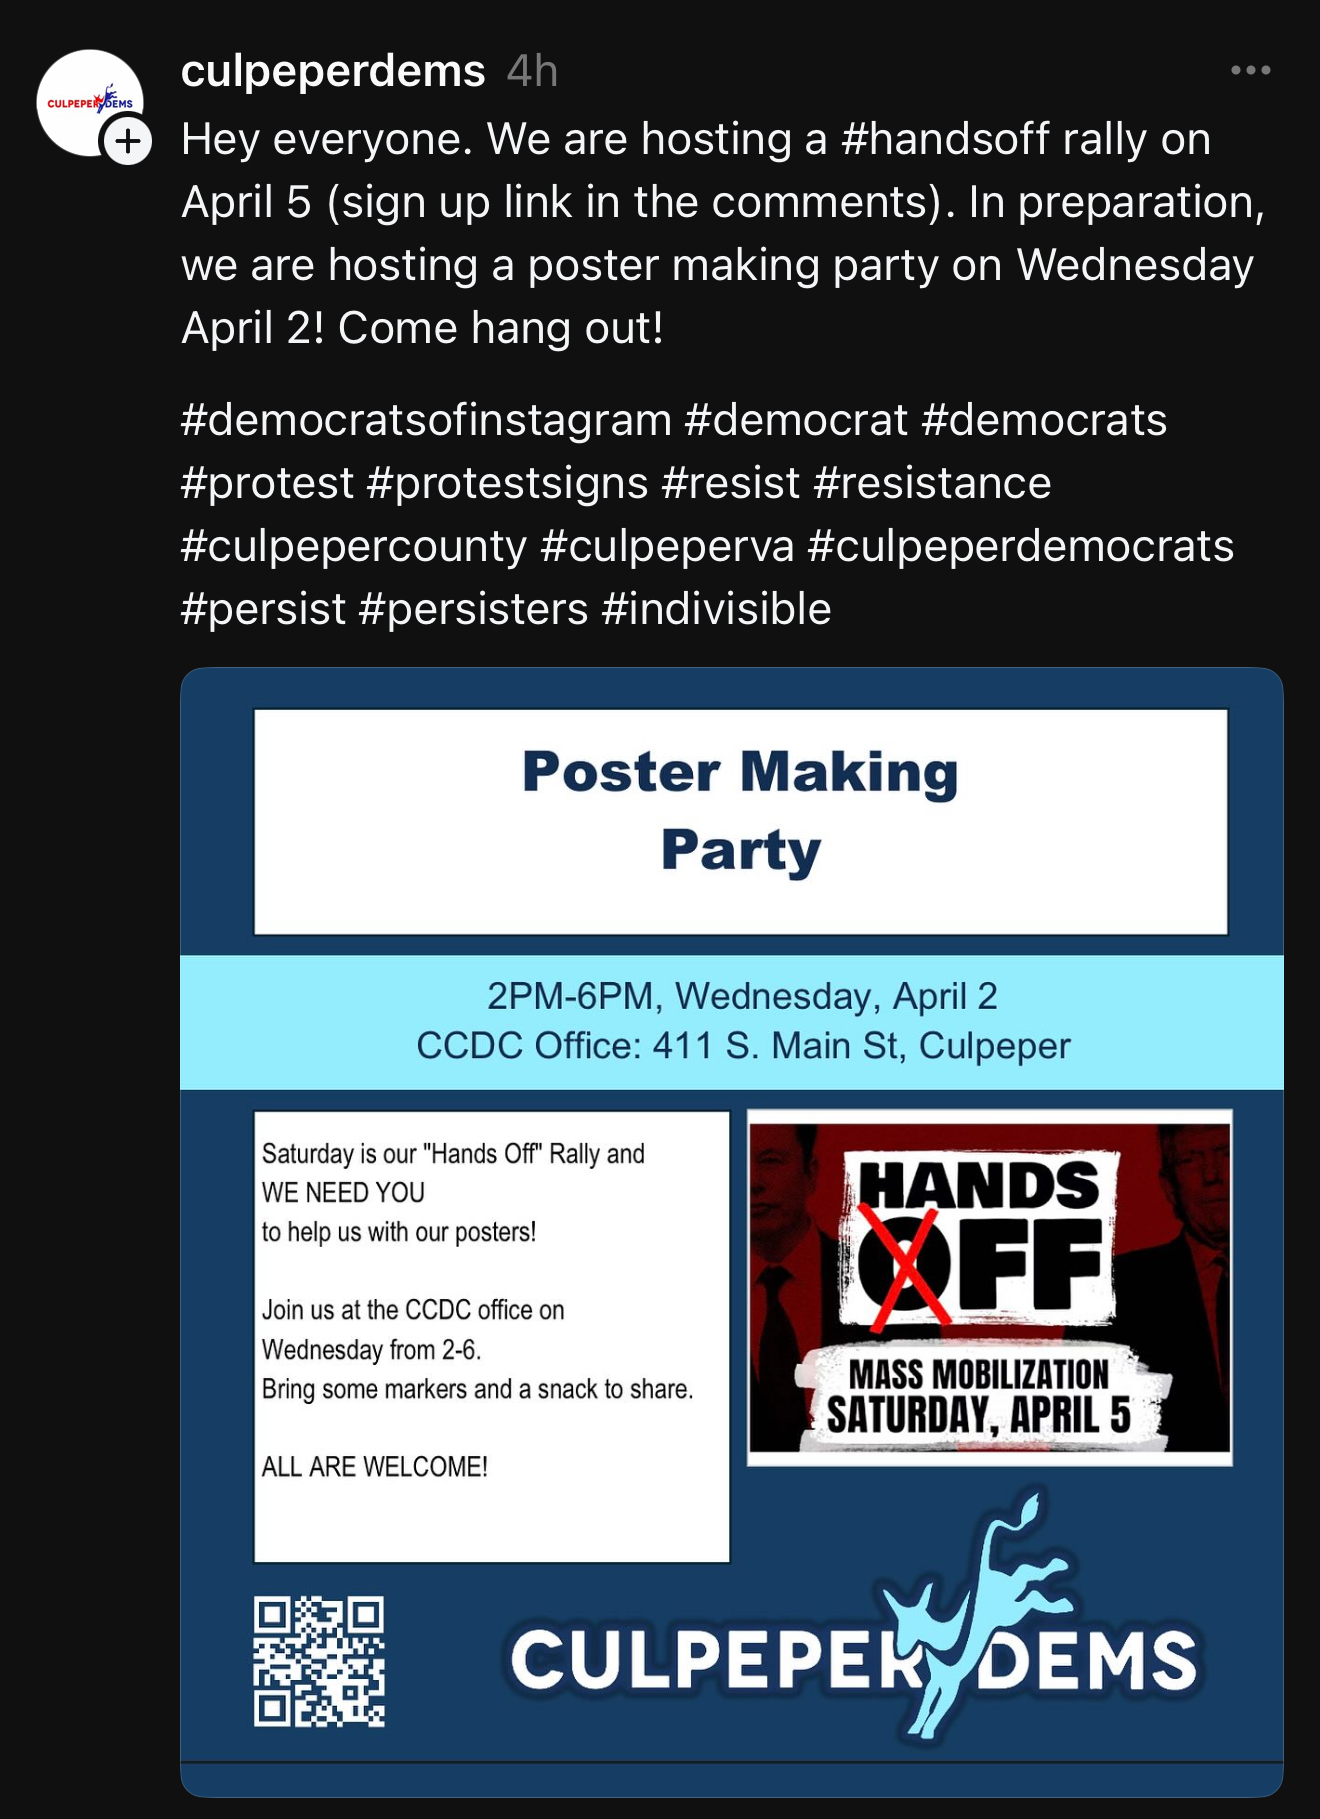 CULPEPER DEMS
culpeperdems 4h
Hey everyone. We are hosting a #handsoff rally on
April 5 (sign up link in the comments). In preparation,
we are hosting a poster making party on Wednesday
April 2! Come hang out!
#democratsofinstagram #democrat #democrats
#protest #protestsigns #resist #resistance
#culpepercounty #culpeperva #culpeperdemocrats
#persist #persisters #indivisible
Poster Making
Party
2PM-6PM, Wednesday, April 2
CCDC Office: 411 S. Main St, Culpeper
Saturday is our "Hands Off" Rally and
WE NEED YOU
to help us with our posters!
Join us at the CCDC office on
Wednesday from 2-6.
Bring some markers and a snack to share.
ALL ARE WELCOME!
HANDS
OFF
MASS MOBILIZATION
SATURDAY, APRIL 5
CULPEPER DEMS